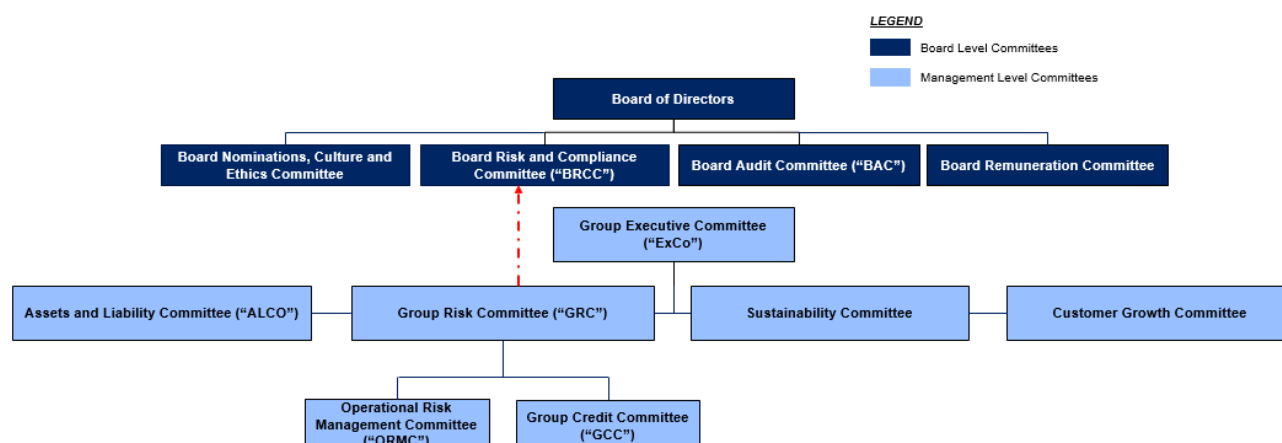 LEGEND
Board Level Committees
Management Level Committees
Board of Directors
Board Nominations, Culture and
Ethics Committee
Board Risk and Compliance
Committee (“BRCC”)
Board Audit Committee (“BAC”)
Board Remuneration Committee
Group Executive Committee
(“ExCo”)
Assets and Liability Committee (“ALCO”)
Group Risk Committee (“GRC”)
Sustainability Committee
Customer Growth Committee
Operational Risk
Management Committee
(“ORMC”)
Group Credit Committee
(“GCC”)